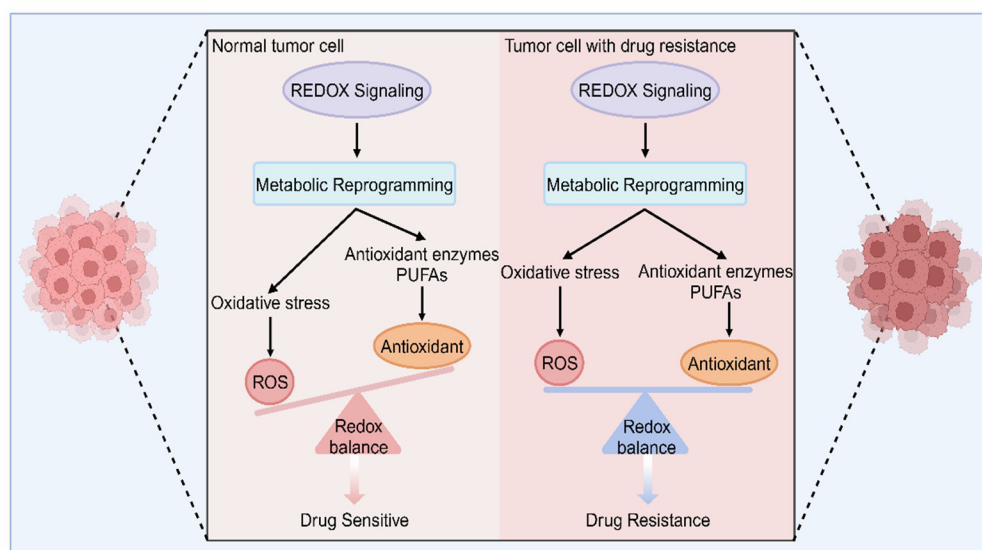 Normal tumor cell
REDOX Signaling
Metabolic Reprogramming
Antioxidant enzymes
PUFAs
Oxidative stress
Antioxidant
ROS
Redox
balance
Drug Sensitive
Tumor cell with drug resistance
REDOX Signaling
Metabolic Reprogramming
Oxidative stress
Antioxidant enzymes
PUFAs
ROS
Antioxidant
Redox
balance
Drug Resistance